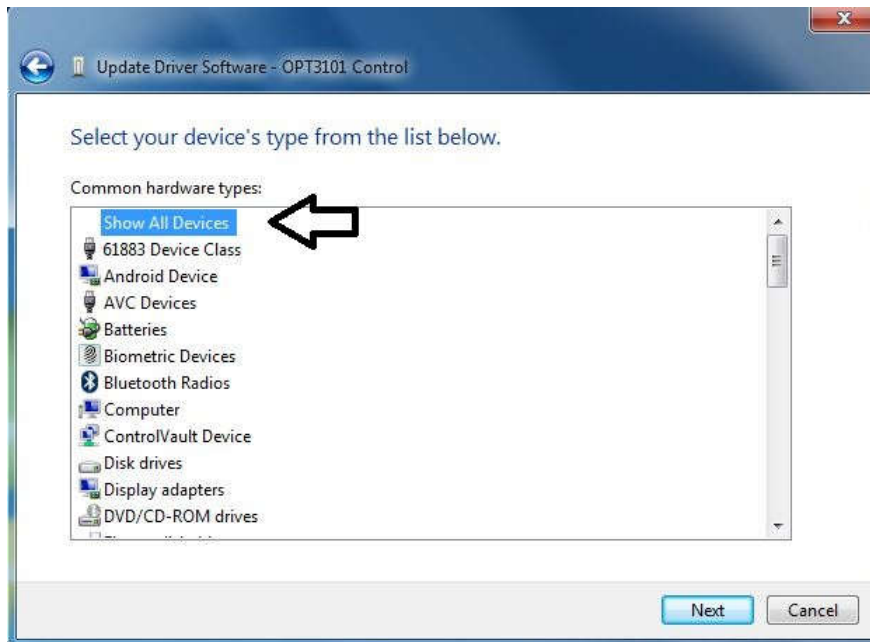 Update Driver Software - OPT3101 Control
Select your device's type from the list below.
Common hardware types:
Show All Devices
61883 Device Class
Android Device
AVC Devices
Batteries
Biometric Devices
Bluetooth Radios
Computer
ControlVault Device
Disk drives
Display adapters
DVD/CD-ROM drives
Next
Cancel